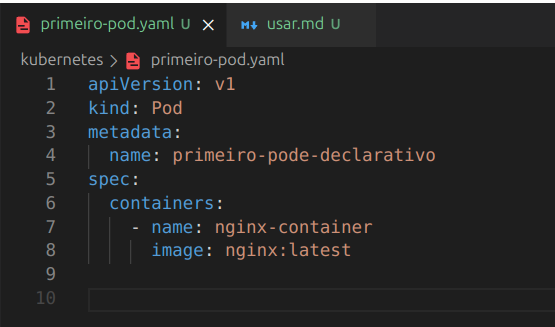 primeiro-pod.yaml U × usar.md U
kubernetes > primeiro-pod.yaml
1 apiVersion: v1
2 kind: Pod
3 metadata:
4   name: primeiro-pode-declarativo
5 spec:
6   containers:
7     - name: nginx-container
8       image: nginx:latest
9
10